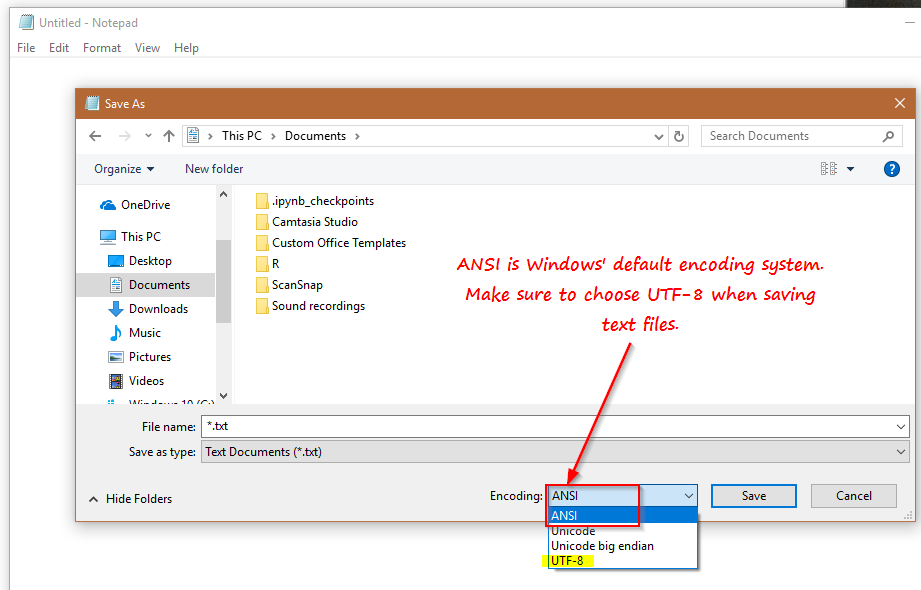 Untitled - Notepad
File Edit Format View Help
Save As
This PC > Documents >
Search Documents
Organize
New folder
?
OneDrive
This PC
Desktop
Documents
Downloads
Music
Pictures
Videos
Windows 10 (C:)
.ipynb_checkpoints
Camtasia Studio
Custom Office Templates
R
ScanSnap
Sound recordings
ANSI is Windows' default encoding system.
Make sure to choose UTF-8 when saving
text files.
File name: *.txt
Save as type: Text Documents (*.txt)
Hide Folders
Encoding: ANSI
Save
Cancel
ANSI
Unicode
Unicode big endian
UTF-8